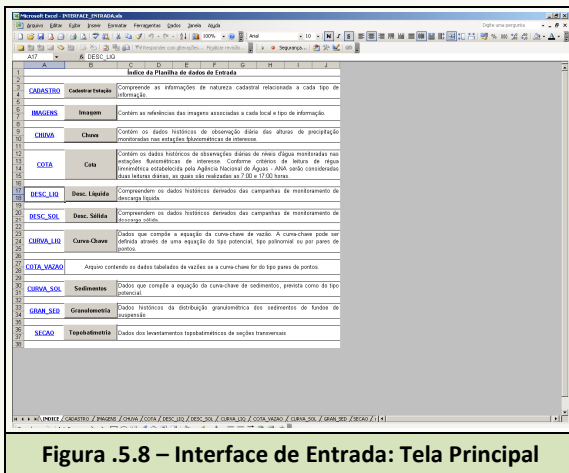 Microsoft Excel - INTERFACE_ENTRADA.xls
Arquivo Editar Exibir Inserir Formatar Ferramentas Dados Janela Ajuda
Digite uma pergunta
100%
Arial
10
Responder com alterações... Finalizar revisão...
Segurança...
A17
DESC_LIQ
A B C D E F G H I J
Índice da Planilha de dados de Entrada
CADASTRO
Cadastrar Estação
Compreende as informações de natureza cadastral relacionada a cada tipo de
informação.
IMAGENS
Imagem
Contém as referências das imagens associadas a cada local e tipo de informação.
CHUVA
Chuva
Contém os dados históricos de observação diária das alturas de precipitação
monitoradas nas estações fpluviométricas de interesse.
COTA
Cota
Contém os dados históricos de observações diárias de níveis d'água monitoradas nas
estações fluviométricas de interesse. Conforme critérios de leitura de régua
linimétrica estabelecida pela Agência Nacional de Águas - ANA serão consideradas
duas leituras diárias, as quais são realizadas as 7:00 e 17:00 horas.
DESC_LIQ
Desc. Líquida
Compreendem os dados históricos derivados das campanhas de monitoramento de
descarga líquida.
DESC_SOL
Desc. Sólida
Compreendem os dados históricos derivados das campanhas de monitoramento de
descarga sólida.
CURVA_LIQ
Curva-Chave
Dados que compõe a equação da curva-chave de vazão. A curva-chave pode ser
definida através de uma equação do tipo potencial, tipo polinomial ou por pares de
pontos.
COTA_VAZAO
Arquivo contendo os dados tabelados de vazões se a curva-chave for do tipo pares de pontos.
CURVA_SOL
Sedimentos
Dados que compõe a equação da curva-chave de sedimentos, prevista como do tipo
potencial.
GRAN_SED
Granulometria
Dados históricos da distribuição granulométrica dos sedimentos de fundoe de
suspensão
SECAO
Topobatimetria
Dados dos levantamentos topobatimétricos de seções transversais
INDICE / CADASTRO / IMAGENS / CHUVA / COTA / DESC_LIQ / DESC_SOL / CURVA_LIQ / COTA_VAZAO / CURVA_SOL / GRAN_SED / SECAO /
Figura .5.8 – Interface de Entrada: Tela Principal